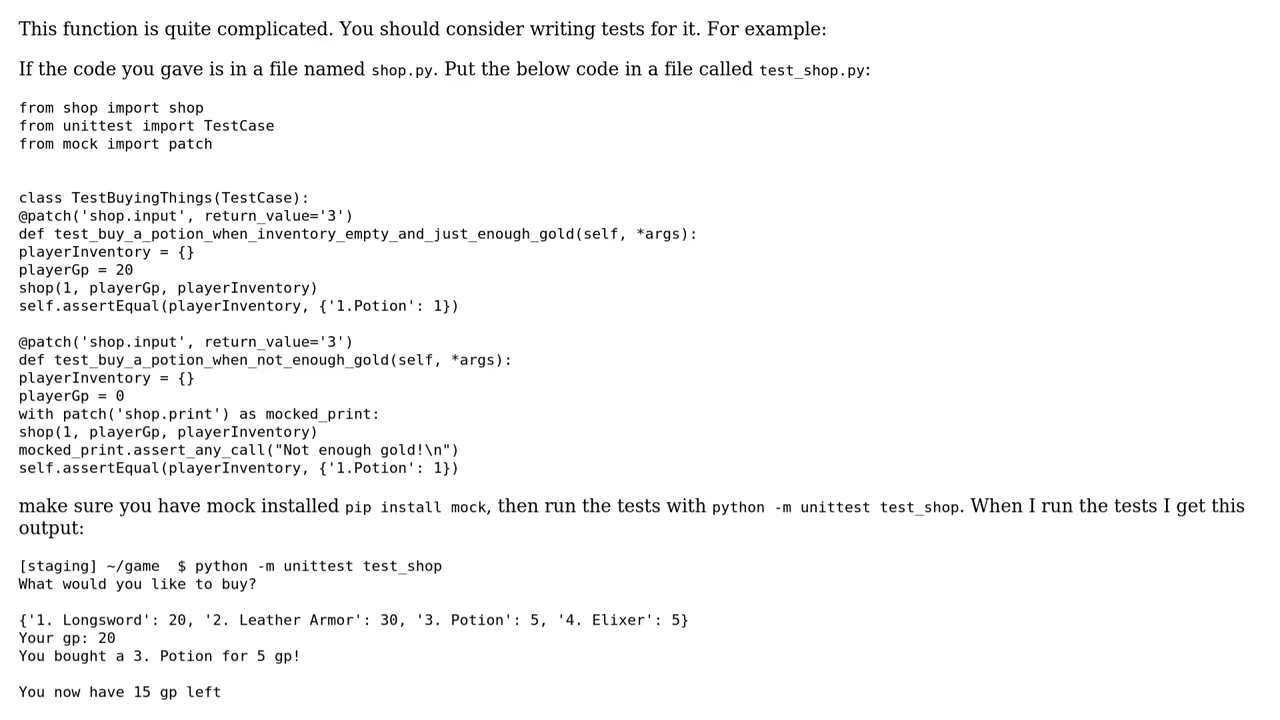 This function is quite complicated. You should consider writing tests for it. For example:
If the code you gave is in a file named shop.py. Put the below code in a file called test_shop.py:
from shop import shop
from unittest import TestCase
from mock import patch
class TestBuyingThings(TestCase):
@patch('shop.input', return_value='3')
def test_buy_a_potion_when_inventory_empty_and_just_enough_gold(self, *args):
playerInventory = {}
playerGp = 20
shop(1, playerGp, playerInventory)
self.assertEqual(playerInventory, {'1.Potion': 1})
@patch('shop.input', return_value='3')
def test_buy_a_potion_when_not_enough_gold(self, *args):
playerInventory = {}
playerGp = 0
with patch('shop.print') as mocked_print:
shop(1, playerGp, playerInventory)
mocked_print.assert_any_call("Not enough gold!\n")
self.assertEqual(playerInventory, {'1.Potion': 1})
make sure you have mock installed pip install mock, then run the tests with python -m unittest test_shop. When I run the tests I get this
output:
[staging] ~/game  $ python -m unittest test_shop
What would you like to buy?
{'1. Longsword': 20, '2. Leather Armor': 30, '3. Potion': 5, '4. Elixer': 5}
Your gp: 20
You bought a 3. Potion for 5 gp!
You now have 15 gp left